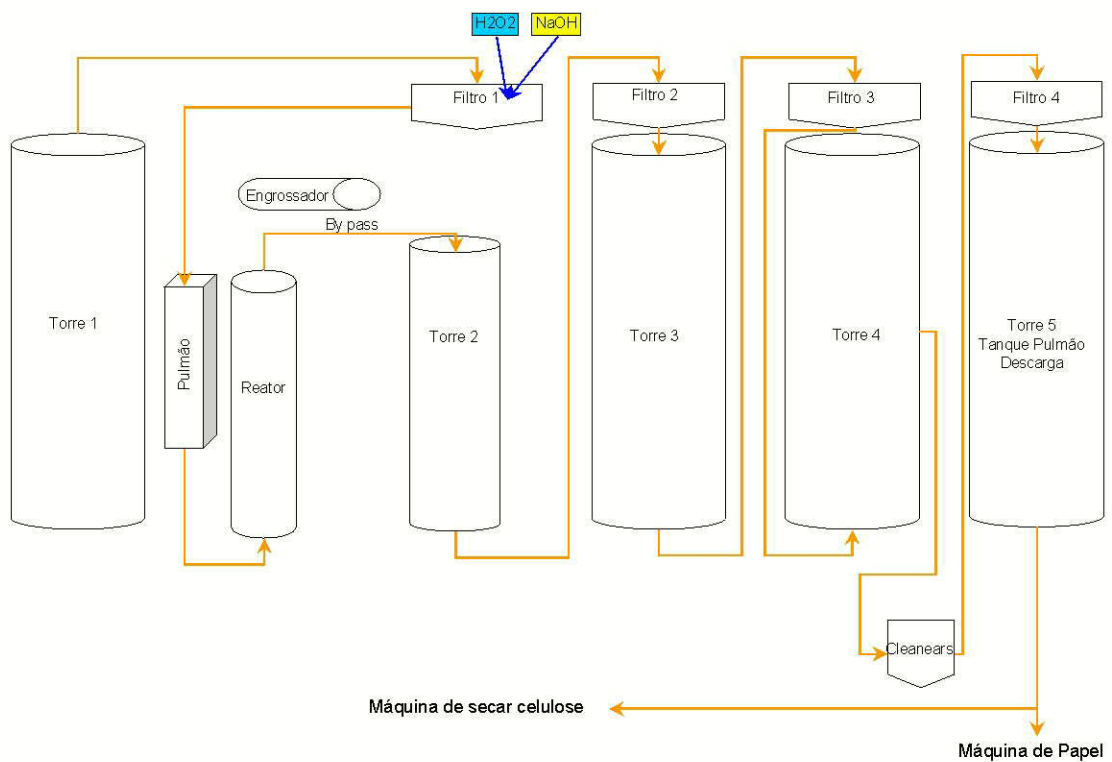 H2O2
NaOH
Filtro 1
Filtro 2
Filtro 3
Filtro 4
Engrossador
By pass
Torre 1
Pulmão
Reator
Torre 2
Torre 3
Torre 4
Torre 5
Tanque Pulmão
Descarga
Cleanears
Máquina de secar celulose
Máquina de Papel